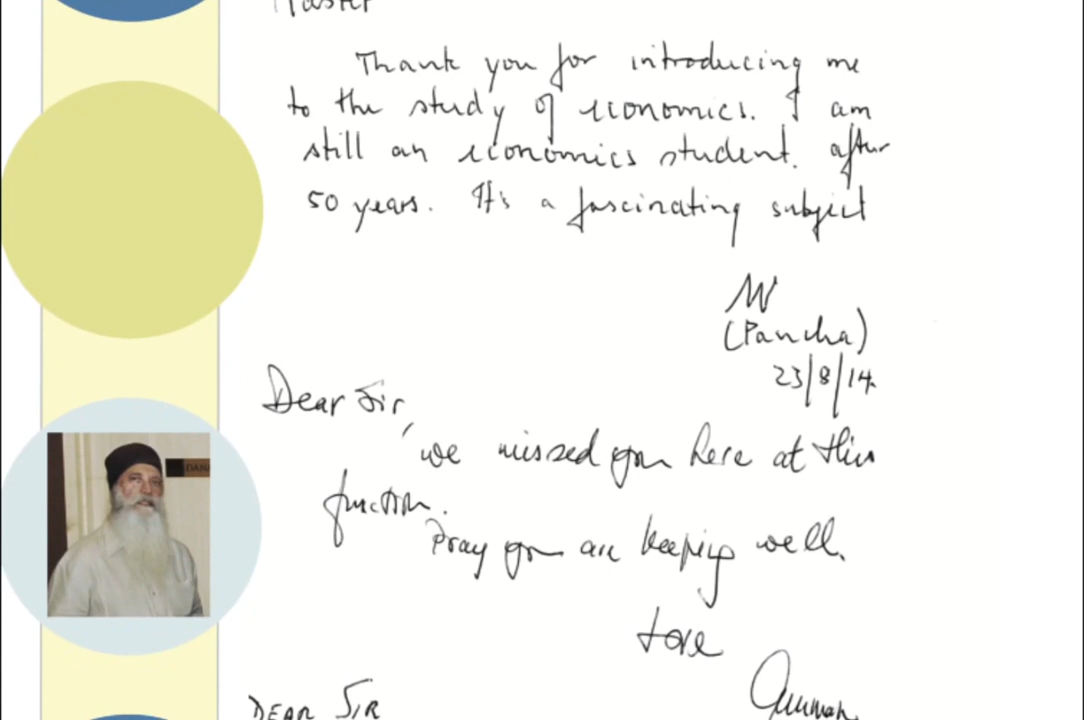 Master
Thank you for introducing me
to the study of economics. I am
still an economics student. after
50 years. It's a fascinating subject
(Pancha)
23/8/14.
Dear Sir,
we missed you here at this
function.
Pray you are keeping well.
Love
DANA
DEAR SIR